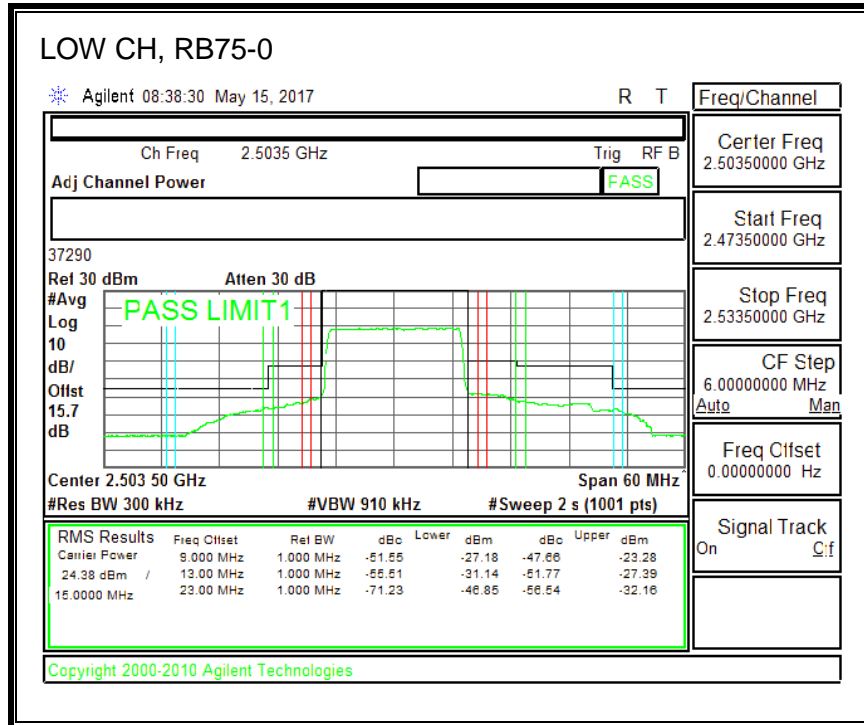 LOW CH, RB75-0
Agilent 08:38:30 May 15, 2017 R T
Freq/Channel
Ch Freq 2.5035 GHz Trig RF B
Adj Channel Power PASS
Center Freq
2.50350000 GHz
Start Freq
2.47350000 GHz
37290
Ref 30 dBm Atten 30 dB
#Avg
Log
10
dB/
Offst
15.7
dB
PASS LIMIT1
Stop Freq
2.53350000 GHz
CF Step
6.00000000 MHz
Auto Man
Freq Offset
0.00000000 Hz
Center 2.503 50 GHz Span 60 MHz
#Res BW 300 kHz #VBW 910 kHz #Sweep 2 s (1001 pts)
Signal Track
On Off
RMS Results Freq Offset Ref BW dBc Lower dBm dBc Upper dBm
Carrier Power 9.000 MHz 1.000 MHz -51.55 -27.18 -47.66 -23.28
24.38 dBm / 13.00 MHz 1.000 MHz -55.51 -31.14 -51.77 -27.39
15.0000 MHz 23.00 MHz 1.000 MHz -71.23 -46.85 -56.54 -32.16
Copyright 2000-2010 Agilent Technologies